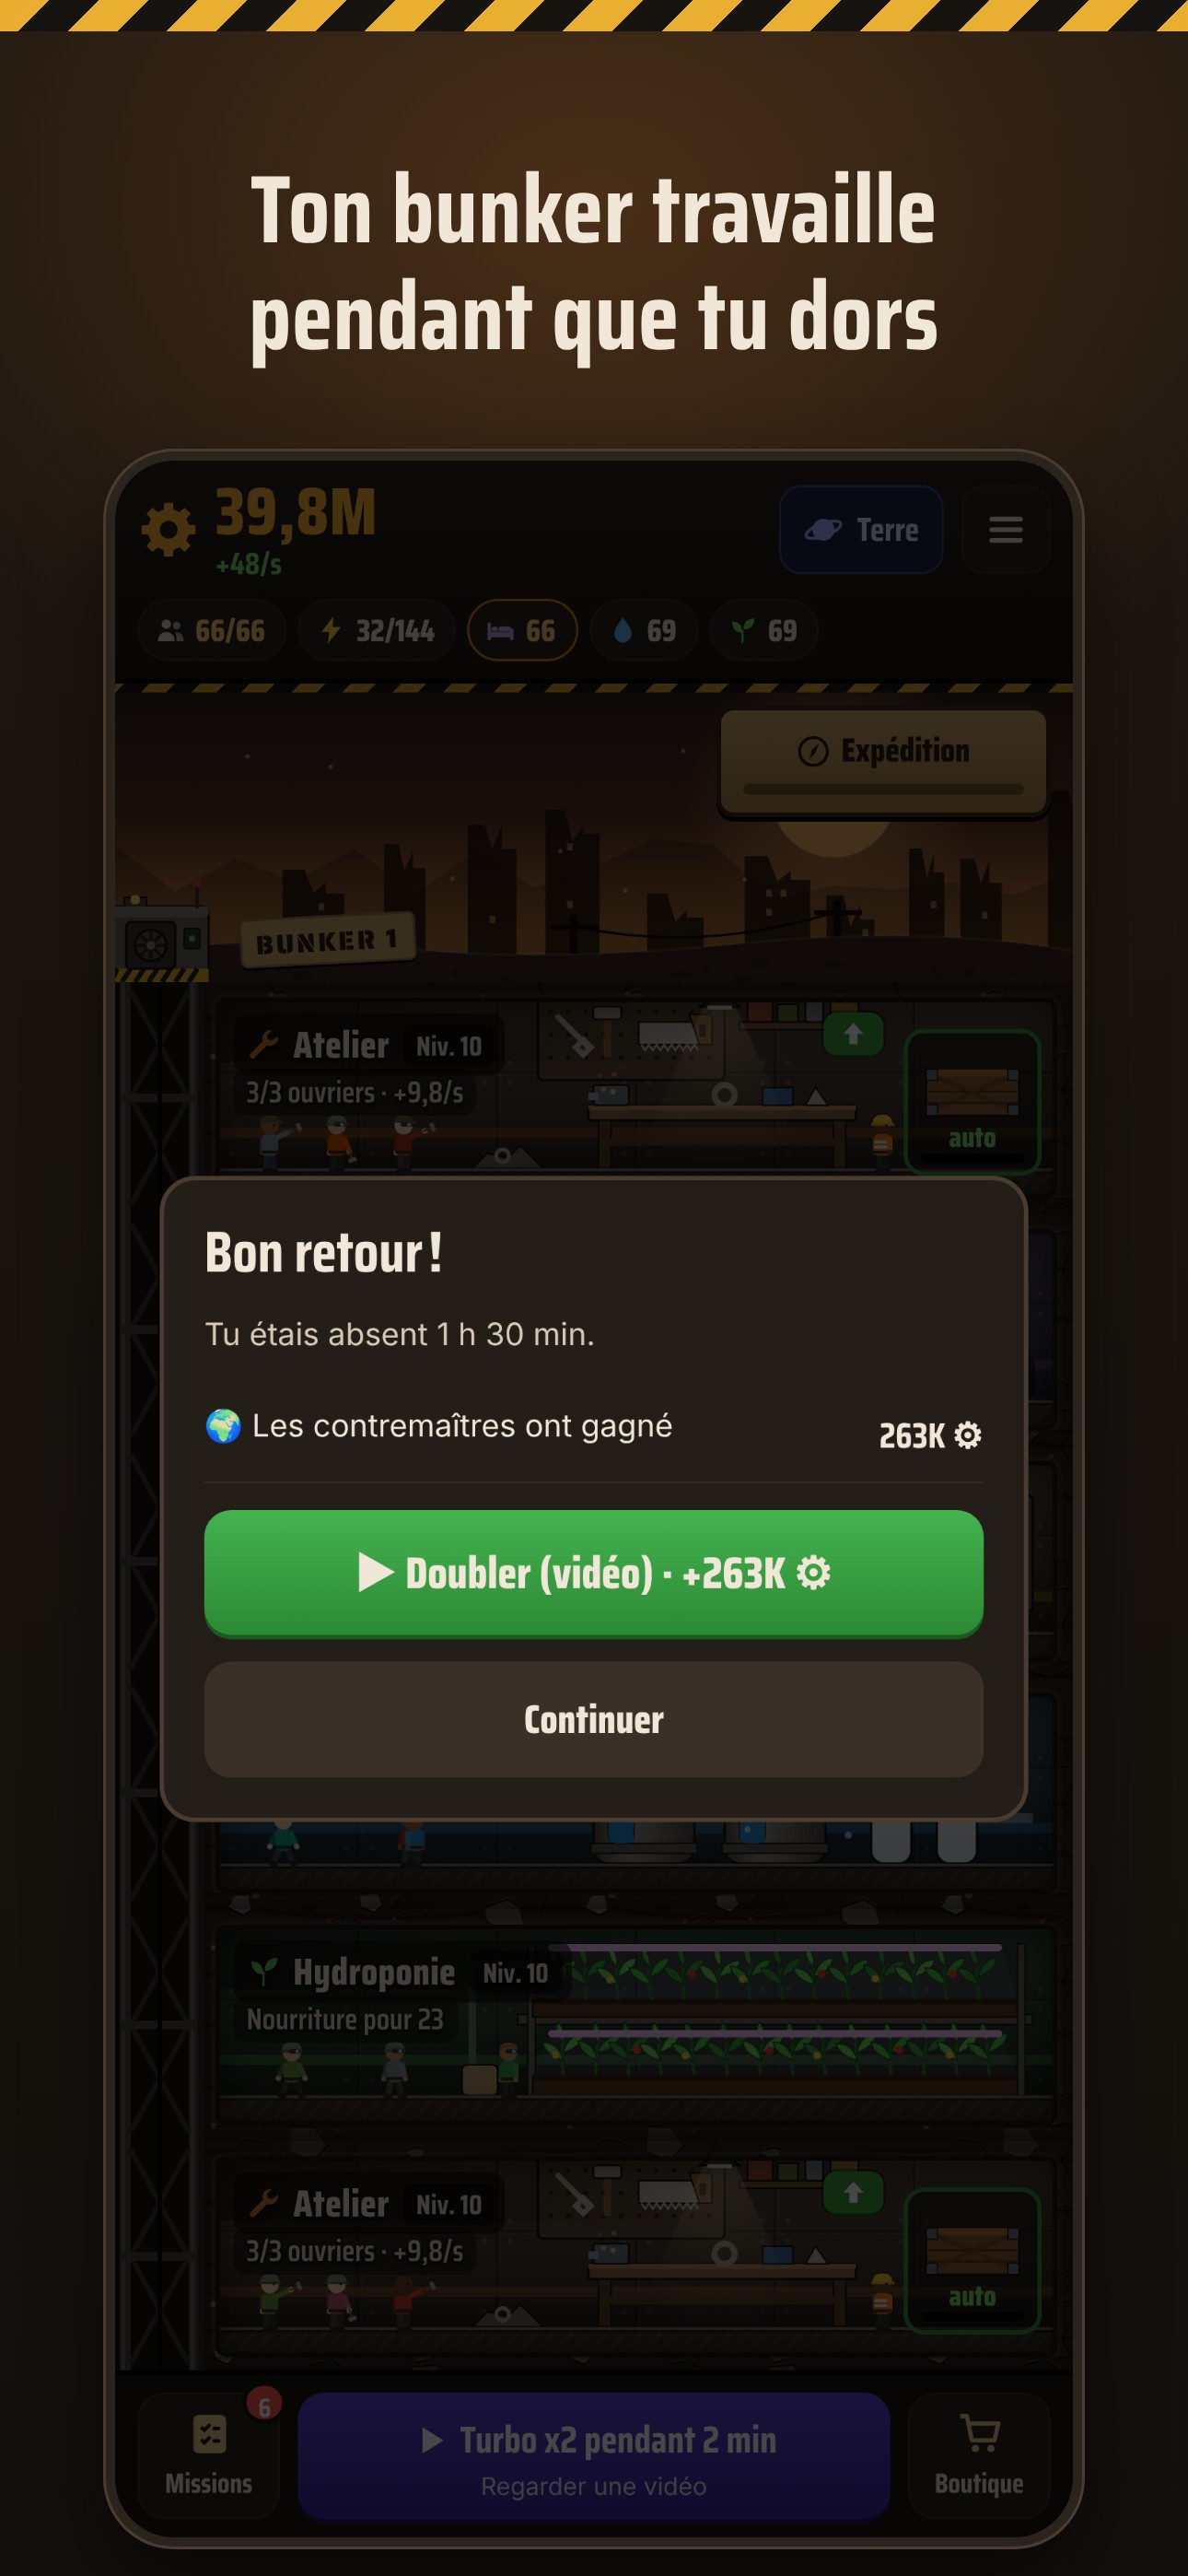 Ton bunker travaille
pendant que tu dors
39,8M
+48/s
Terre
66/66
32/144
66
69
69
Expédition
BUNKER 1
Atelier Niv. 10
3/3 ouvriers · +9,8/s
auto
Bon retour !
Tu étais absent 1 h 30 min.
Les contremaîtres ont gagné
263K
Doubler (vidéo) · +263K
Continuer
Hydroponie Niv. 10
Nourriture pour 23
Atelier Niv. 10
3/3 ouvriers · +9,8/s
auto
6
Missions
Turbo x2 pendant 2 min
Regarder une vidéo
Boutique